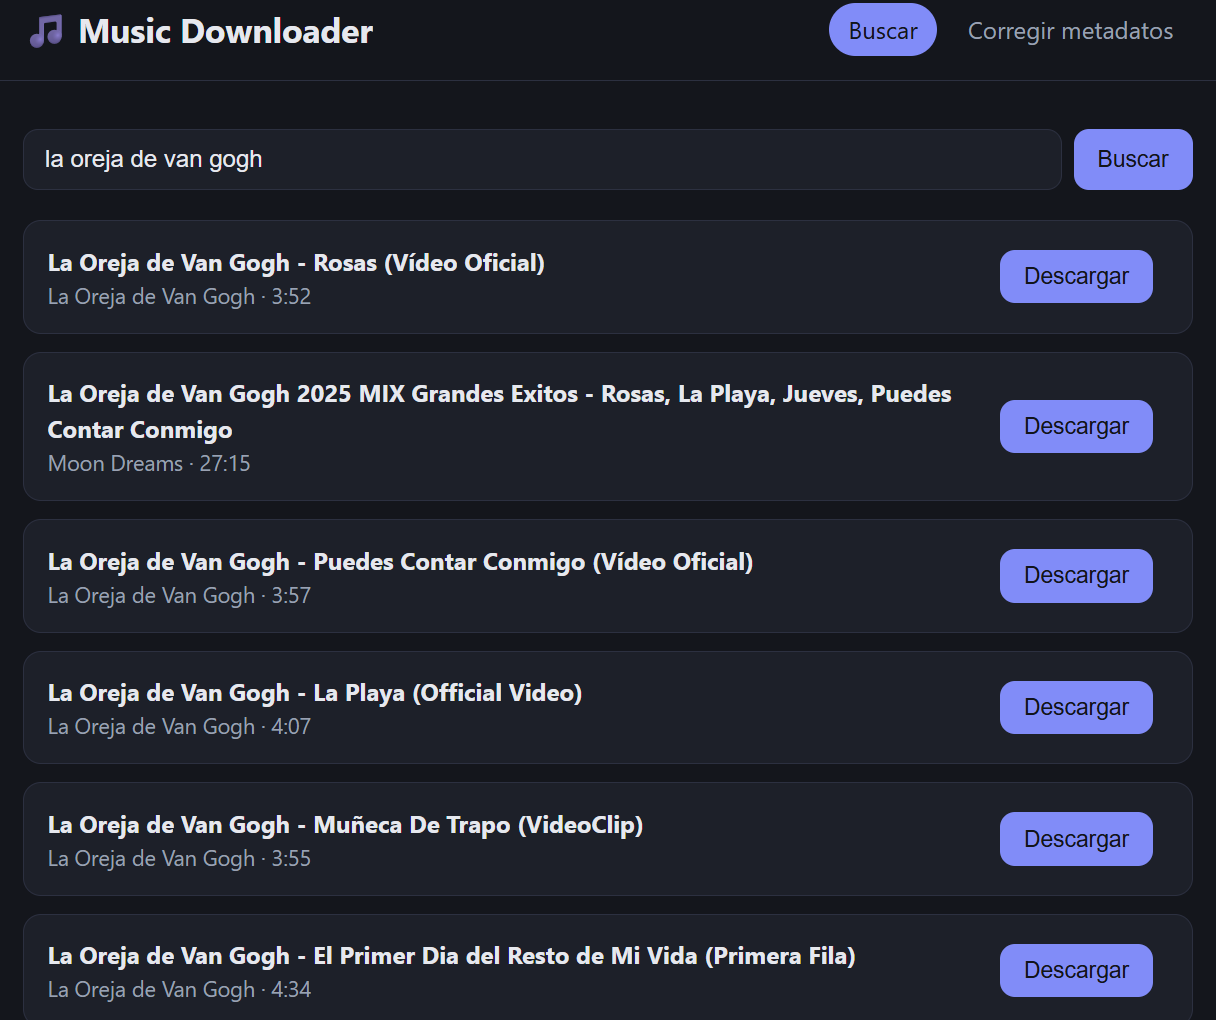 Music Downloader
Buscar
Corregir metadatos
la oreja de van gogh
Buscar
La Oreja de Van Gogh - Rosas (Vídeo Oficial)
La Oreja de Van Gogh · 3:52
Descargar
La Oreja de Van Gogh 2025 MIX Grandes Exitos - Rosas, La Playa, Jueves, Puedes
Contar Conmigo
Moon Dreams · 27:15
Descargar
La Oreja de Van Gogh - Puedes Contar Conmigo (Vídeo Oficial)
La Oreja de Van Gogh · 3:57
Descargar
La Oreja de Van Gogh - La Playa (Official Video)
La Oreja de Van Gogh · 4:07
Descargar
La Oreja de Van Gogh - Muñeca De Trapo (VideoClip)
La Oreja de Van Gogh · 3:55
Descargar
La Oreja de Van Gogh - El Primer Dia del Resto de Mi Vida (Primera Fila)
La Oreja de Van Gogh · 4:34
Descargar